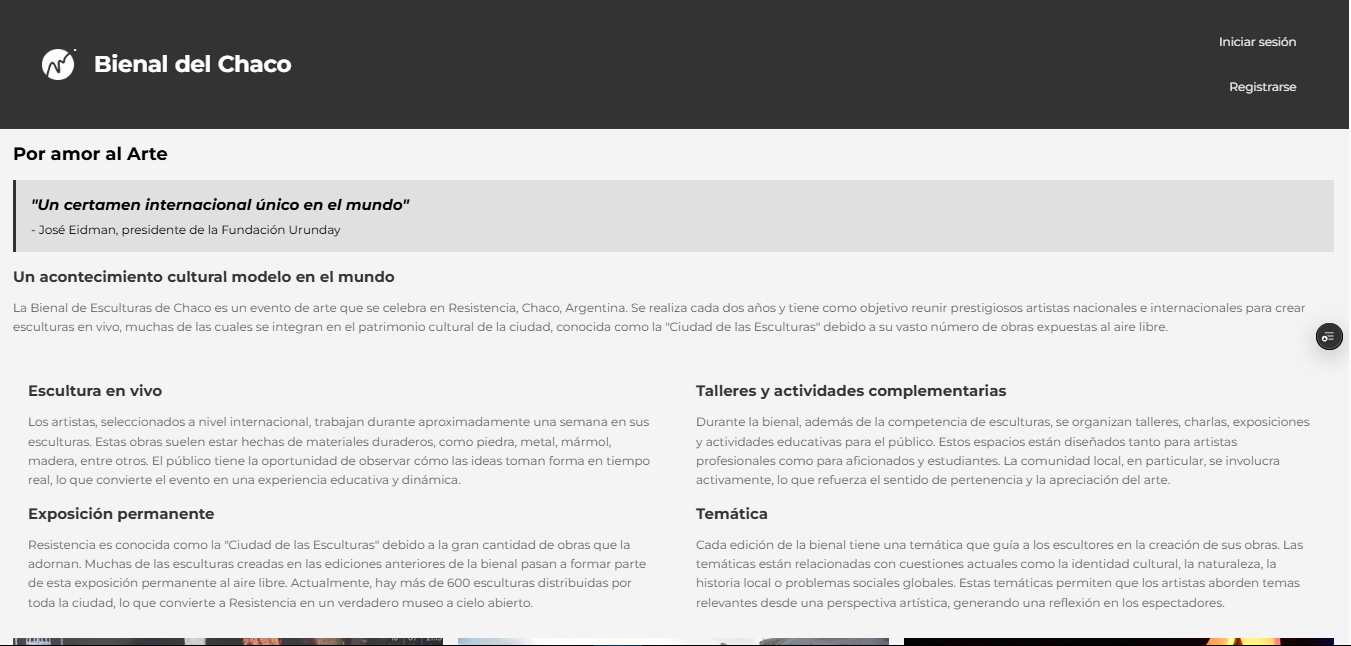 Bienal del Chaco
Iniciar sesión
Registrarse
Por amor al Arte
"Un certamen internacional único en el mundo"
- José Eidman, presidente de la Fundación Urunday
Un acontecimiento cultural modelo en el mundo
La Bienal de Esculturas de Chaco es un evento de arte que se celebra en Resistencia, Chaco, Argentina. Se realiza cada dos años y tiene como objetivo reunir prestigiosos artistas nacionales e internacionales para crear
esculturas en vivo, muchas de las cuales se integran en el patrimonio cultural de la ciudad, conocida como la "Ciudad de las Esculturas" debido a su vasto número de obras expuestas al aire libre.
Escultura en vivo
Los artistas, seleccionados a nivel internacional, trabajan durante aproximadamente una semana en sus
esculturas. Estas obras suelen estar hechas de materiales duraderos, como piedra, metal, mármol,
madera, entre otros. El público tiene la oportunidad de observar cómo las ideas toman forma en tiempo
real, lo que convierte el evento en una experiencia educativa y dinámica.
Talleres y actividades complementarias
Durante la bienal, además de la competencia de esculturas, se organizan talleres, charlas, exposiciones
y actividades educativas para el público. Estos espacios están diseñados tanto para artistas
profesionales como para aficionados y estudiantes. La comunidad local, en particular, se involucra
activamente, lo que refuerza el sentido de pertenencia y la apreciación del arte.
Exposición permanente
Resistencia es conocida como la "Ciudad de las Esculturas" debido a la gran cantidad de obras que la
adornan. Muchas de las esculturas creadas en las ediciones anteriores de la bienal pasan a formar parte
de esta exposición permanente al aire libre. Actualmente, hay más de 600 esculturas distribuidas por
toda la ciudad, lo que convierte a Resistencia en un verdadero museo a cielo abierto.
Temática
Cada edición de la bienal tiene una temática que guía a los escultores en la creación de sus obras. Las
temáticas están relacionadas con cuestiones actuales como la identidad cultural, la naturaleza, la
historia local o problemas sociales globales. Estas temáticas permiten que los artistas aborden temas
relevantes desde una perspectiva artística, generando una reflexión en los espectadores.